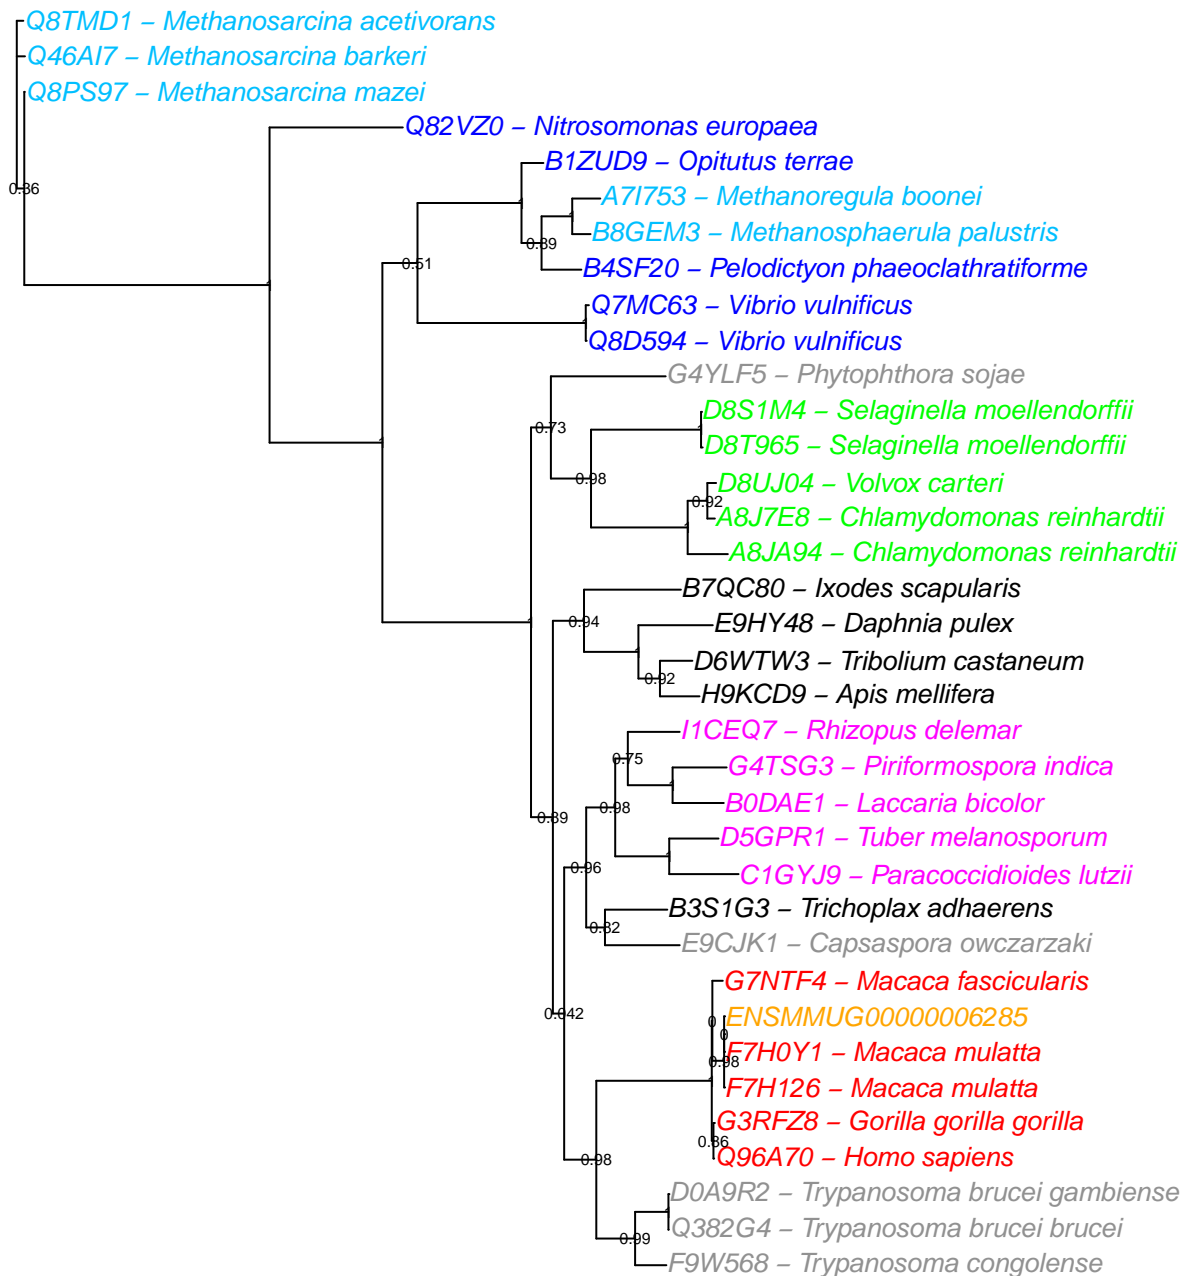 Q8TMD1 – Methanosarcina acetivorans
Q46AI7 – Methanosarcina barkeri
Q8PS97 – Methanosarcina mazei
Q82VZ0 – Nitrosomonas europaea
B1ZUD9 – Opitutus terrae
0.36
A7I753 – Methanoregula boonei
B8GEM3 – Methanosphaerula palustris
0.89
0.51
B4SF20 – Pelodictyon phaeoclathratiforme
Q7MC63 – Vibrio vulnificus
Q8D594 – Vibrio vulnificus
G4YLF5 – Phytophthora sojae
D8S1M4 – Selaginella moellendorffii
0.73
D8T965 – Selaginella moellendorffii
0.98
D8UJ04 – Volvox carteri
0.92
A8J7E8 – Chlamydomonas reinhardtii
A8JA94 – Chlamydomonas reinhardtii
B7QC80 – Ixodes scapularis
0.94
E9HY48 – Daphnia pulex
D6WTW3 – Tribolium castaneum
0.92
H9KCD9 – Apis mellifera
I1CEQ7 – Rhizopus delemar
0.75
G4TSG3 – Piriformospora indica
B0DAE1 – Laccaria bicolor
0.98
0.89
D5GPR1 – Tuber melanosporum
0.96
C1GYJ9 – Paracoccidioides lutzii
B3S1G3 – Trichoplax adhaerens
0.82
E9CJK1 – Capsaspora owczarzaki
G7NTF4 – Macaca fascicularis
0.042
ENSMMUG00000006285
0
0
F7H0Y1 – Macaca mulatta
0.98
F7H126 – Macaca mulatta
G3RFZ8 – Gorilla gorilla gorilla
0.86
Q96A70 – Homo sapiens
0.98
D0A9R2 – Trypanosoma brucei gambiense
Q382G4 – Trypanosoma brucei brucei
0.99
F9W568 – Trypanosoma congolense